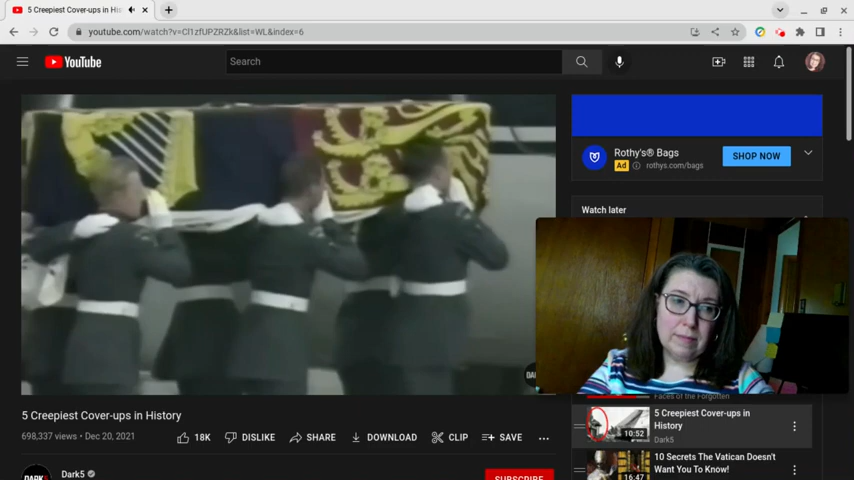 5 Creepiest Cover-ups in History
youtube.com/watch?v=Cl1zfUPZRZk&list=WL&index=6
YouTube
Search
Rothy's® Bags
Ad
rothys.com/bags
SHOP NOW
Watch later
5 Creepiest Cover-ups in History
698,337 views • Dec 20, 2021
18K
DISLIKE
SHARE
DOWNLOAD
CLIP
SAVE
Dark5
SUBSCRIBE
Faces of the Forgotten
5 Creepiest Cover-ups in
History
Dark5
10:52
10 Secrets The Vatican Doesn't
Want You To Know!
16:47